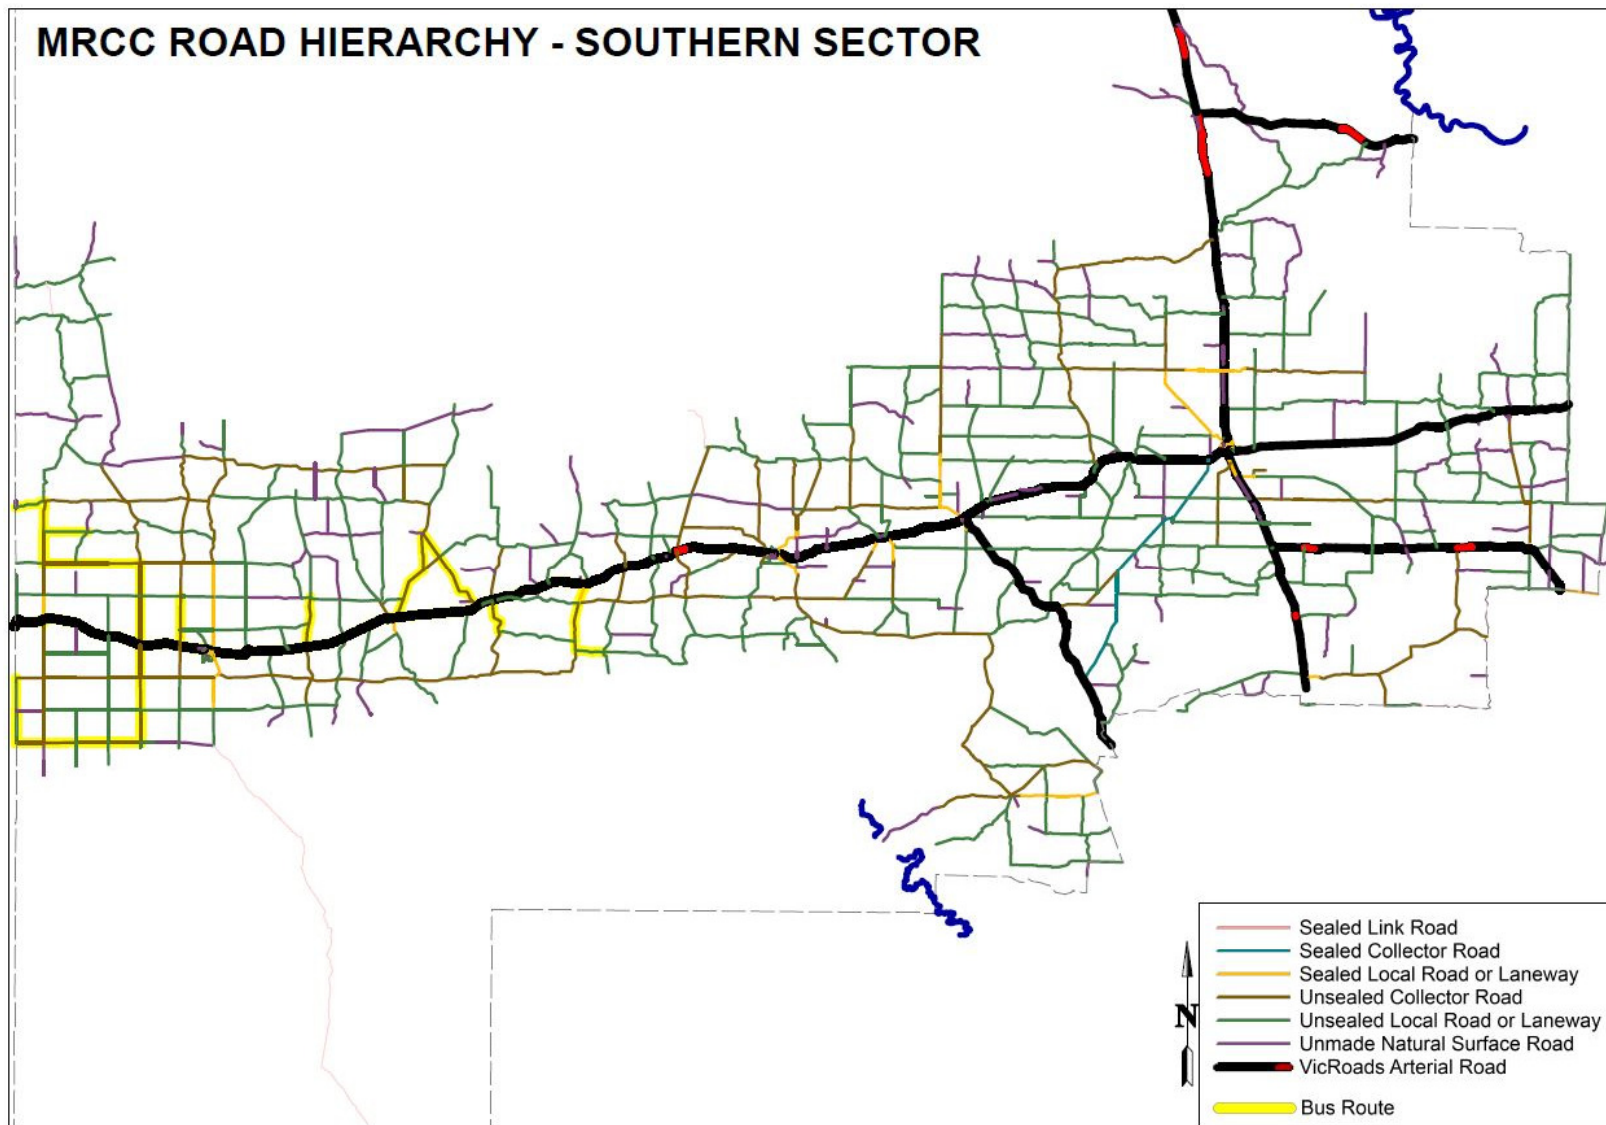 MRCC ROAD HIERARCHY - SOUTHERN SECTOR
Sealed Link Road
Sealed Collector Road
Sealed Local Road or Laneway
Unsealed Collector Road
Unsealed Local Road or Laneway
Unmade Natural Surface Road
VicRoads Arterial Road
Bus Route
N